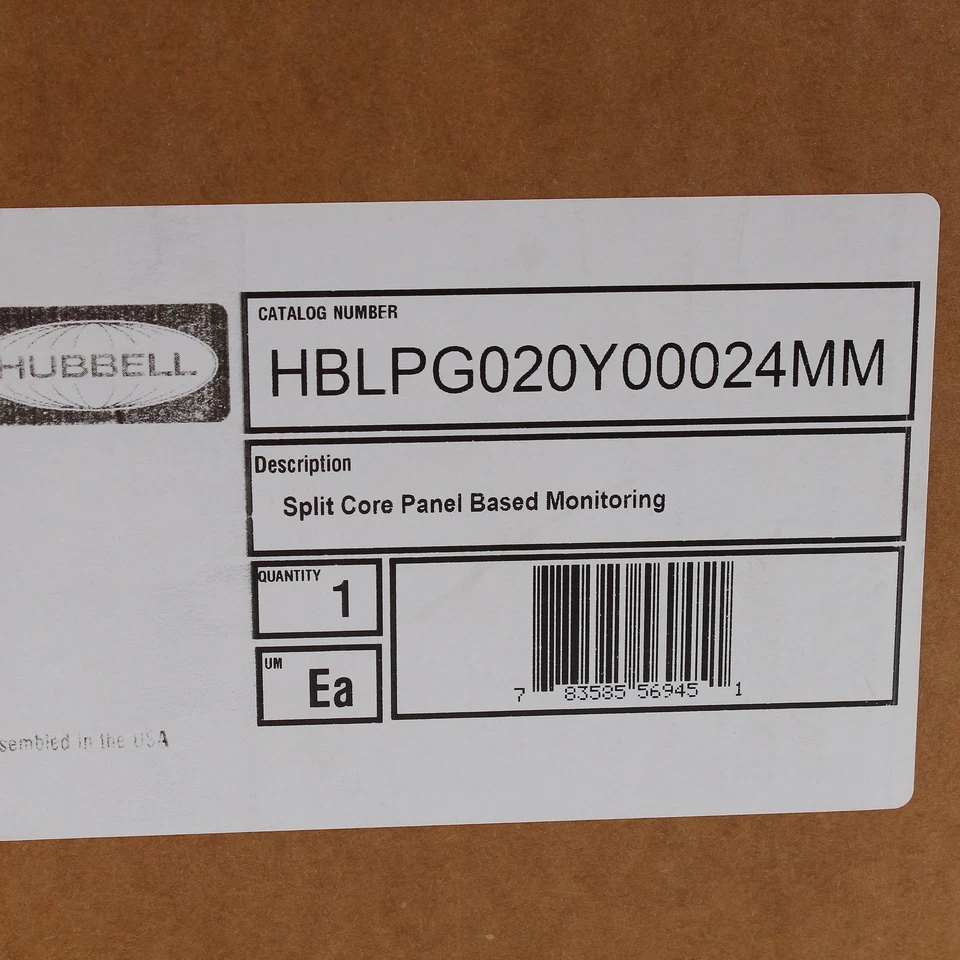 HUBBELL
CATALOG NUMBER
HBLPG020Y00024MM
Description
Split Core Panel Based Monitoring
QUANTITY
1
UM
Ea
7 83585 56945 1
sembled in the USA